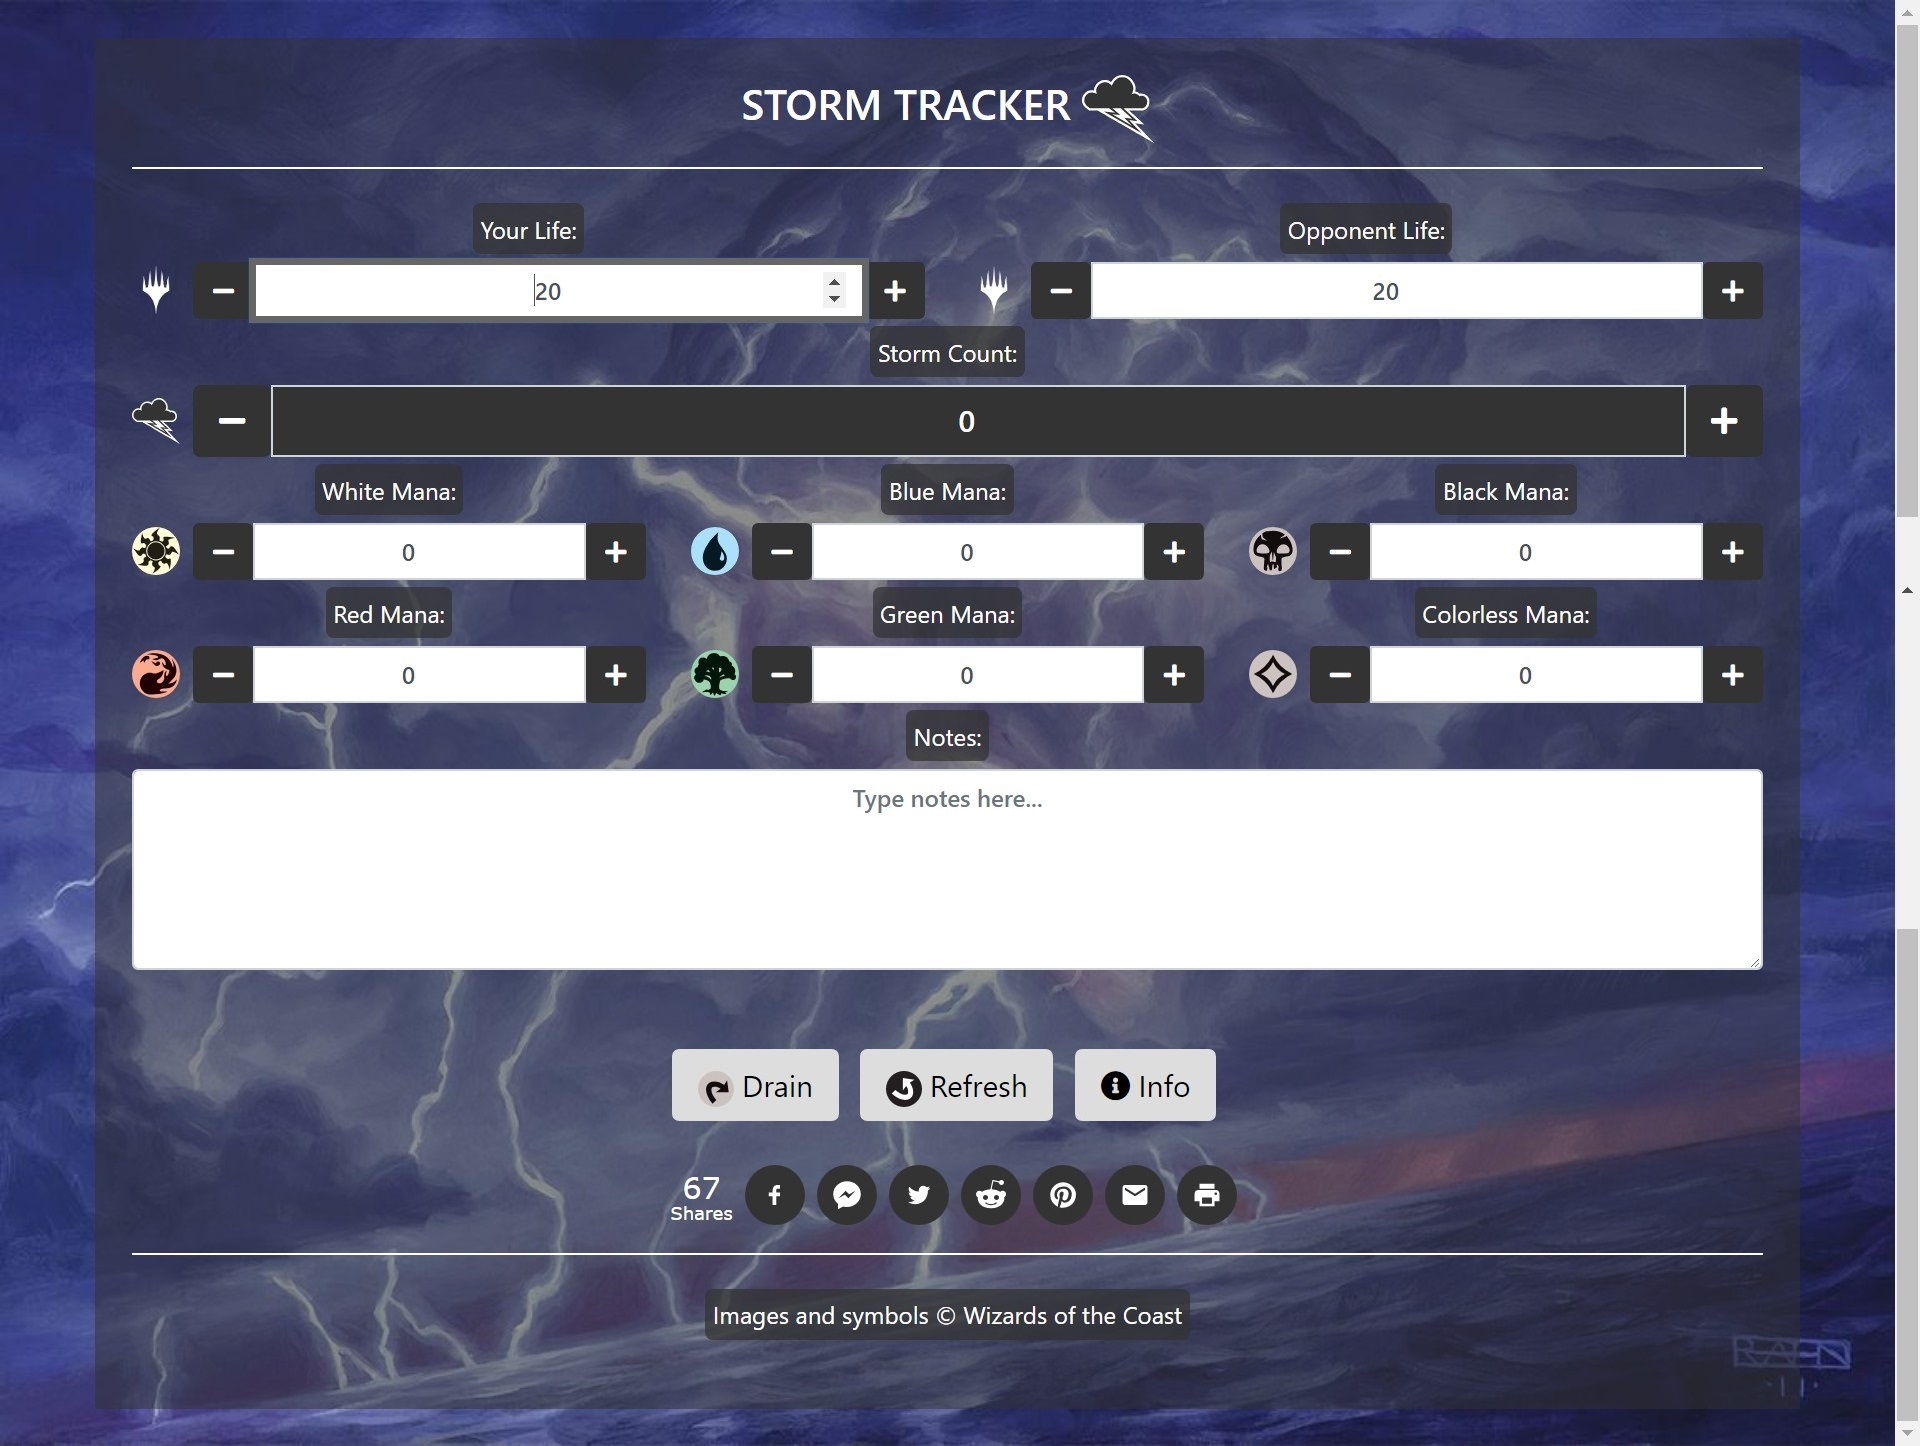 STORM TRACKER
Your Life:
Opponent Life:
20
20
Storm Count:
0
White Mana:
Blue Mana:
Black Mana:
0
0
0
Red Mana:
Green Mana:
Colorless Mana:
0
0
0
Notes:
Type notes here...
Drain
Refresh
Info
67
Shares
Images and symbols © Wizards of the Coast
RAHN